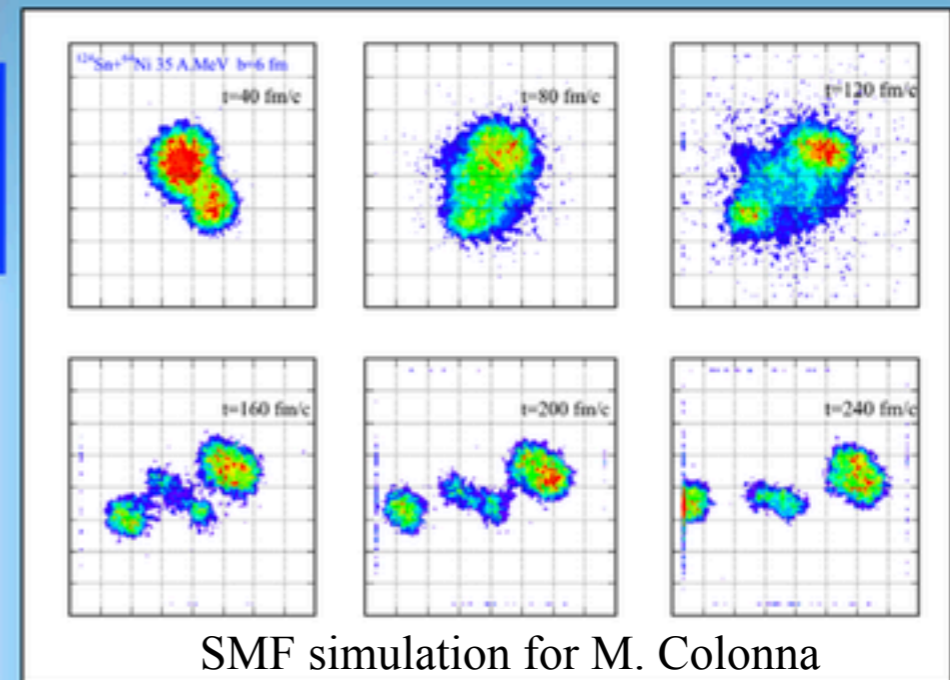 ¹²⁴Sn+⁶⁴Ni 35 A.MeV b=6 fm
t=40 fm/c
t=80 fm/c
t=120 fm/c
t=160 fm/c
t=200 fm/c
t=240 fm/c
SMF simulation for M. Colonna